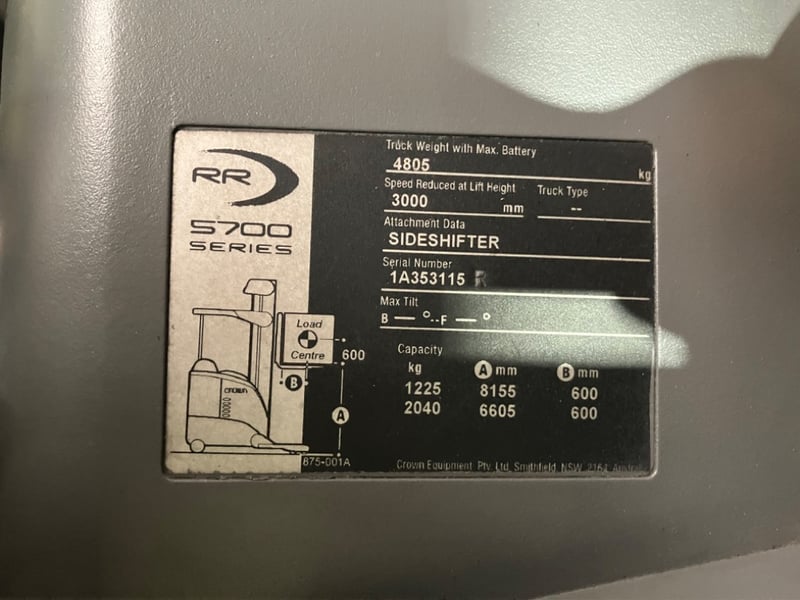 RR
5700
SERIES
Load
Centre
600
B
A
CROWN
875-001A
Truck Weight with Max. Battery
4805 kg
Speed Reduced at Lift Height Truck Type
3000 mm --
Attachment Data
SIDESHIFTER
Serial Number
1A353115 R
Max Tilt
B — °--F — °
Capacity
kg A mm B mm
1225 8155 600
2040 6605 600
Crown Equipment Pty. Ltd. Smithfield, NSW, 2164